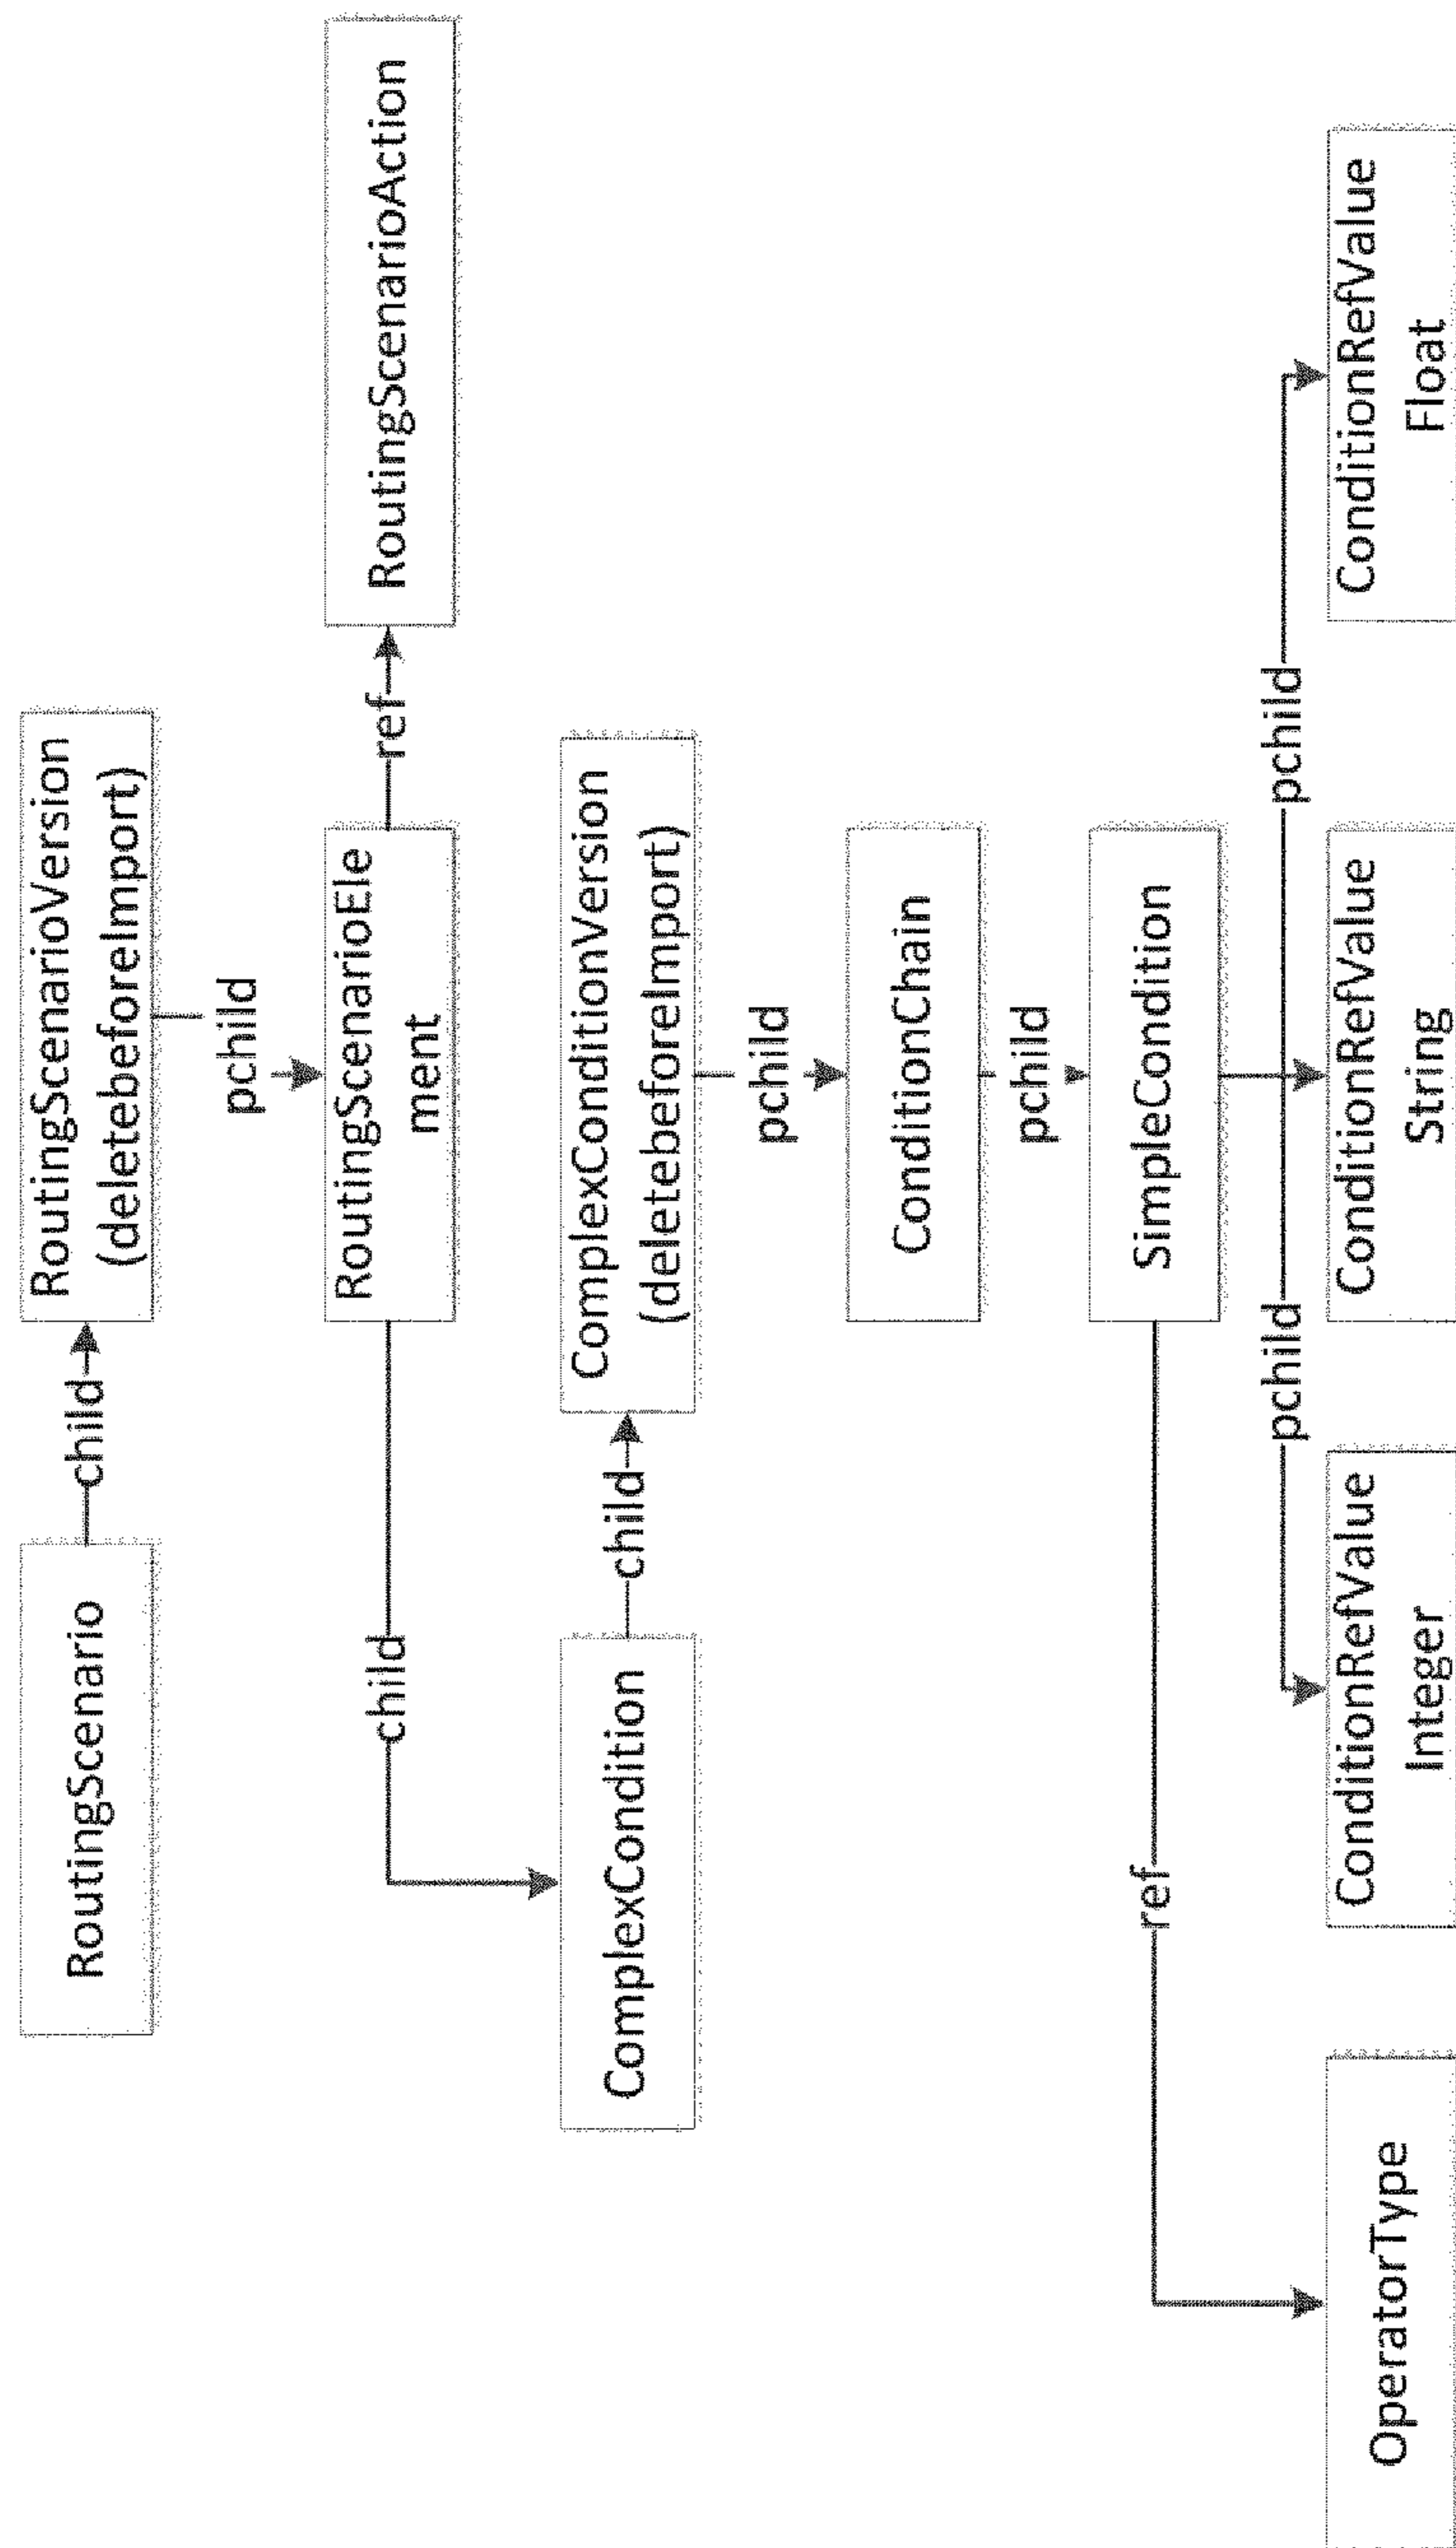 RoutingScenario
child
RoutingScenarioVersion
(deletebeforeImport)
pchild
RoutingScenarioEle
ment
ref
RoutingScenarioAction
child
ComplexCondition
child
ComplexConditionVersion
(deletebeforeImport)
pchild
ConditionChain
pchild
SimpleCondition
ref
pchild
pchild
OperatorType
ConditionRefValue
Integer
ConditionRefValue
String
ConditionRefValue
Float